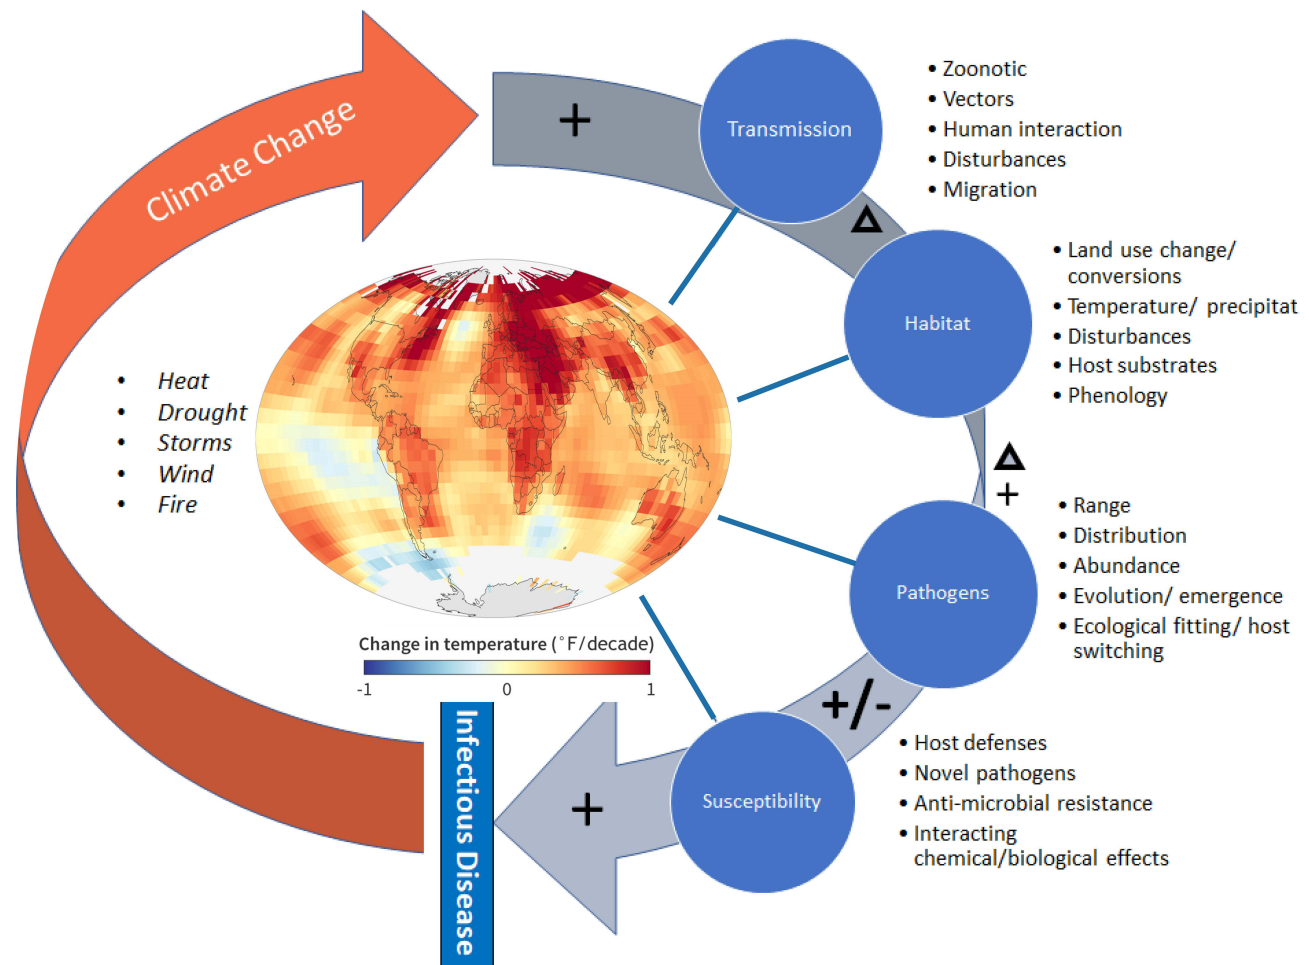 Climate Change
+
Transmission
• Zoonotic
• Vectors
• Human interaction
• Disturbances
• Migration
Δ
Habitat
• Land use change/
conversions
• Temperature/ precipitat
• Disturbances
• Host substrates
• Phenology
• Heat
• Drought
• Storms
• Wind
• Fire
Δ
+
Pathogens
• Range
• Distribution
• Abundance
• Evolution/ emergence
• Ecological fitting/ host
switching
Change in temperature (°F/decade)
-1 0 1
+/-
Susceptibility
• Host defenses
• Novel pathogens
• Anti-microbial resistance
• Interacting
chemical/biological effects
+
Infectious Disease